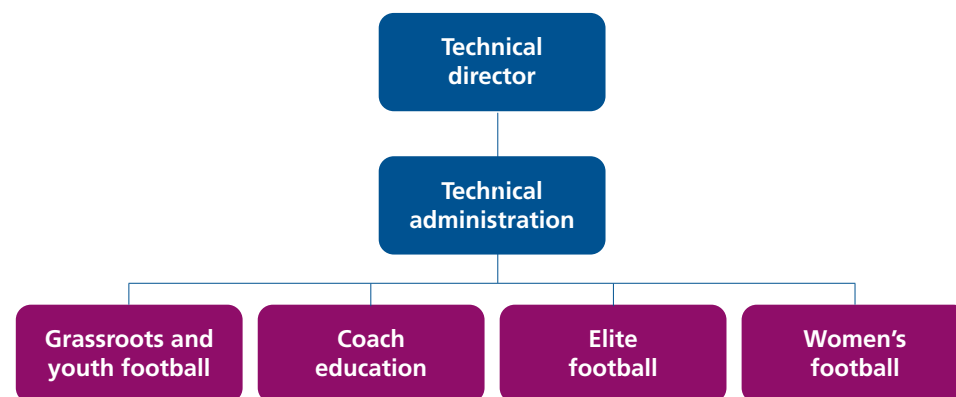 Technical
director
Technical
administration
Grassroots and
youth football
Coach
education
Elite
football
Women’s
football